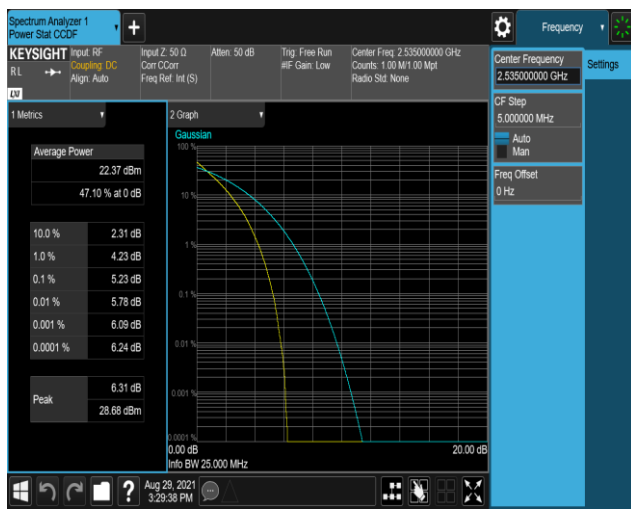 Spectrum Analyzer 1
Power Stat CCDF
+
Frequency
KEYSIGHT
RL
LXI
Input: RF
Coupling: DC
Align: Auto
Input Z: 50 Ω
Corr CCorr
Freq Ref: Int (S)
Atten: 50 dB
Trig: Free Run
#IF Gain: Low
Center Freq: 2.535000000 GHz
Counts: 1.00 M/1.00 Mpt
Radio Std: None
Center Frequency
2.535000000 GHz
Settings
CF Step
5.000000 MHz
Auto
Man
Freq Offset
0 Hz
1 Metrics
Average Power
22.37 dBm
47.10 % at 0 dB
10.0 % 2.31 dB
1.0 % 4.23 dB
0.1 % 5.23 dB
0.01 % 5.78 dB
0.001 % 6.09 dB
0.0001 % 6.24 dB
Peak
6.31 dB
28.68 dBm
2 Graph
Gaussian
100 %
10 %
1 %
0.1 %
0.01 %
0.001 %
0.0001 %
0.00 dB 20.00 dB
Info BW 25.000 MHz
?
Aug 29, 2021
3:29:38 PM